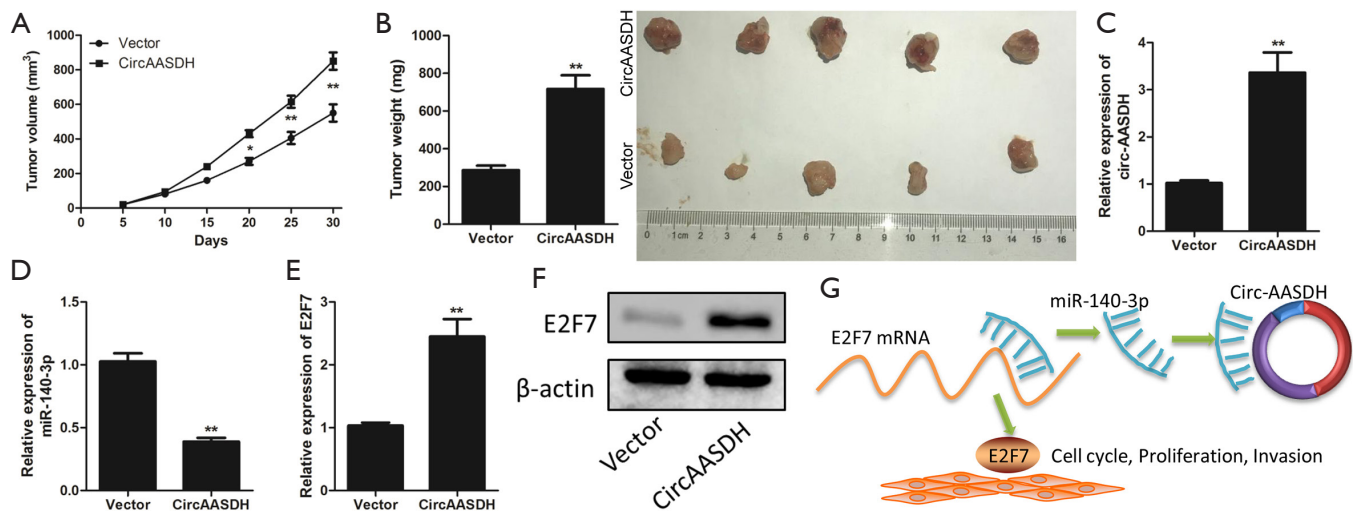 A
Tumor volume (mm3)
1000
800
600
400
200
0
0 5 10 15 20 25 30
Days
Vector
CircAASDH
*
**
**
B
Tumor weight (mg)
1000
800
600
400
200
0
**
Vector CircAASDH
CircAASDH
Vector
0 1cm 2 3 4 5 6 7 8 9 10 11 12 13 14 15 16
C
Relative expression of
circ-AASDH
4
3
2
1
0
**
Vector CircAASDH
D
Relative expression of
miR-140-3p
1.5
1.0
0.5
0.0
**
Vector CircAASDH
E
Relative expression of E2F7
3
2
1
0
**
Vector CircAASDH
F
E2F7
β-actin
Vector
CircAASDH
G
miR-140-3p
Circ-AASDH
E2F7 mRNA
E2F7
Cell cycle, Proliferation, Invasion